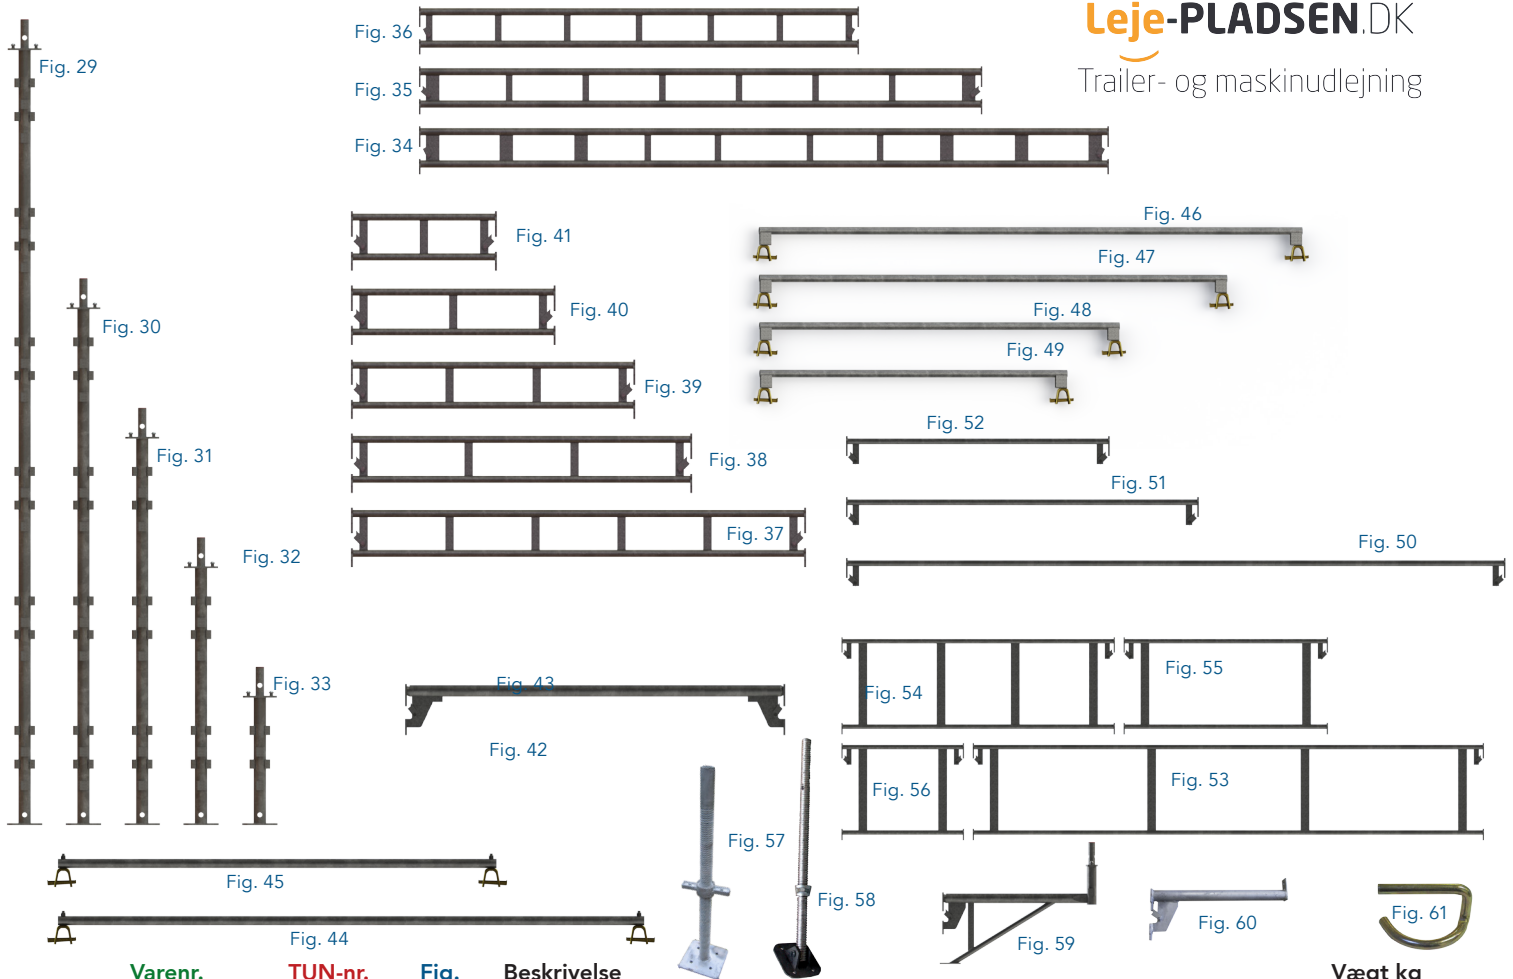 Leje-PLADSEN.DK
Trailer- og maskinudlejning
Fig. 36
Fig. 35
Fig. 34
Fig. 29
Fig. 30
Fig. 31
Fig. 32
Fig. 33
Fig. 41
Fig. 40
Fig. 39
Fig. 38
Fig. 37
Fig. 46
Fig. 47
Fig. 48
Fig. 49
Fig. 52
Fig. 51
Fig. 50
Fig. 43
Fig. 42
Fig. 54
Fig. 55
Fig. 56
Fig. 53
Fig. 45
Fig. 44
Fig. 57
Fig. 58
Fig. 59
Fig. 60
Fig. 61
Varenr. TUN-nr. Fig. Beskrivelse Vægt kg